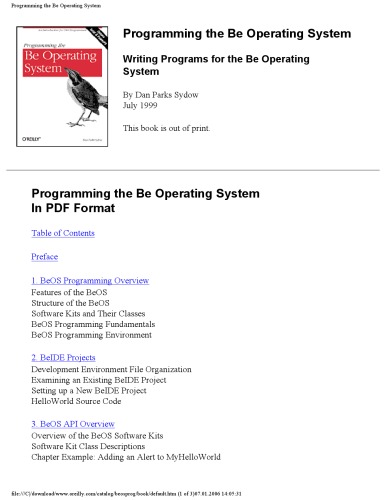 Programming the Be Operating System
Programming the Be Operating System
Programming the
Be Operating
System
O'REILLY
Writing Programs for the Be Operating
System
By Dan Parks Sydow
July 1999
This book is out of print.
Programming the Be Operating System
In PDF Format
Table of Contents
Preface
1. BeOS Programming Overview
Features of the BeOS
Structure of the BeOS
Software Kits and Their Classes
BeOS Programming Fundamentals
BeOS Programming Environment
2. BeIDE Projects
Development Environment File Organization
Examining an Existing BeIDE Project
Setting up a New BeIDE Project
HelloWorld Source Code
3. BeOS API Overview
Overview of the BeOS Software Kits
Software Kit Class Descriptions
Chapter Example: Adding an Alert to MyHelloWorld
file:///C|/download/www.oreilly.com/catalog/beosprog/book/default.htm (1 of 3)07.01.2006 14:05:31